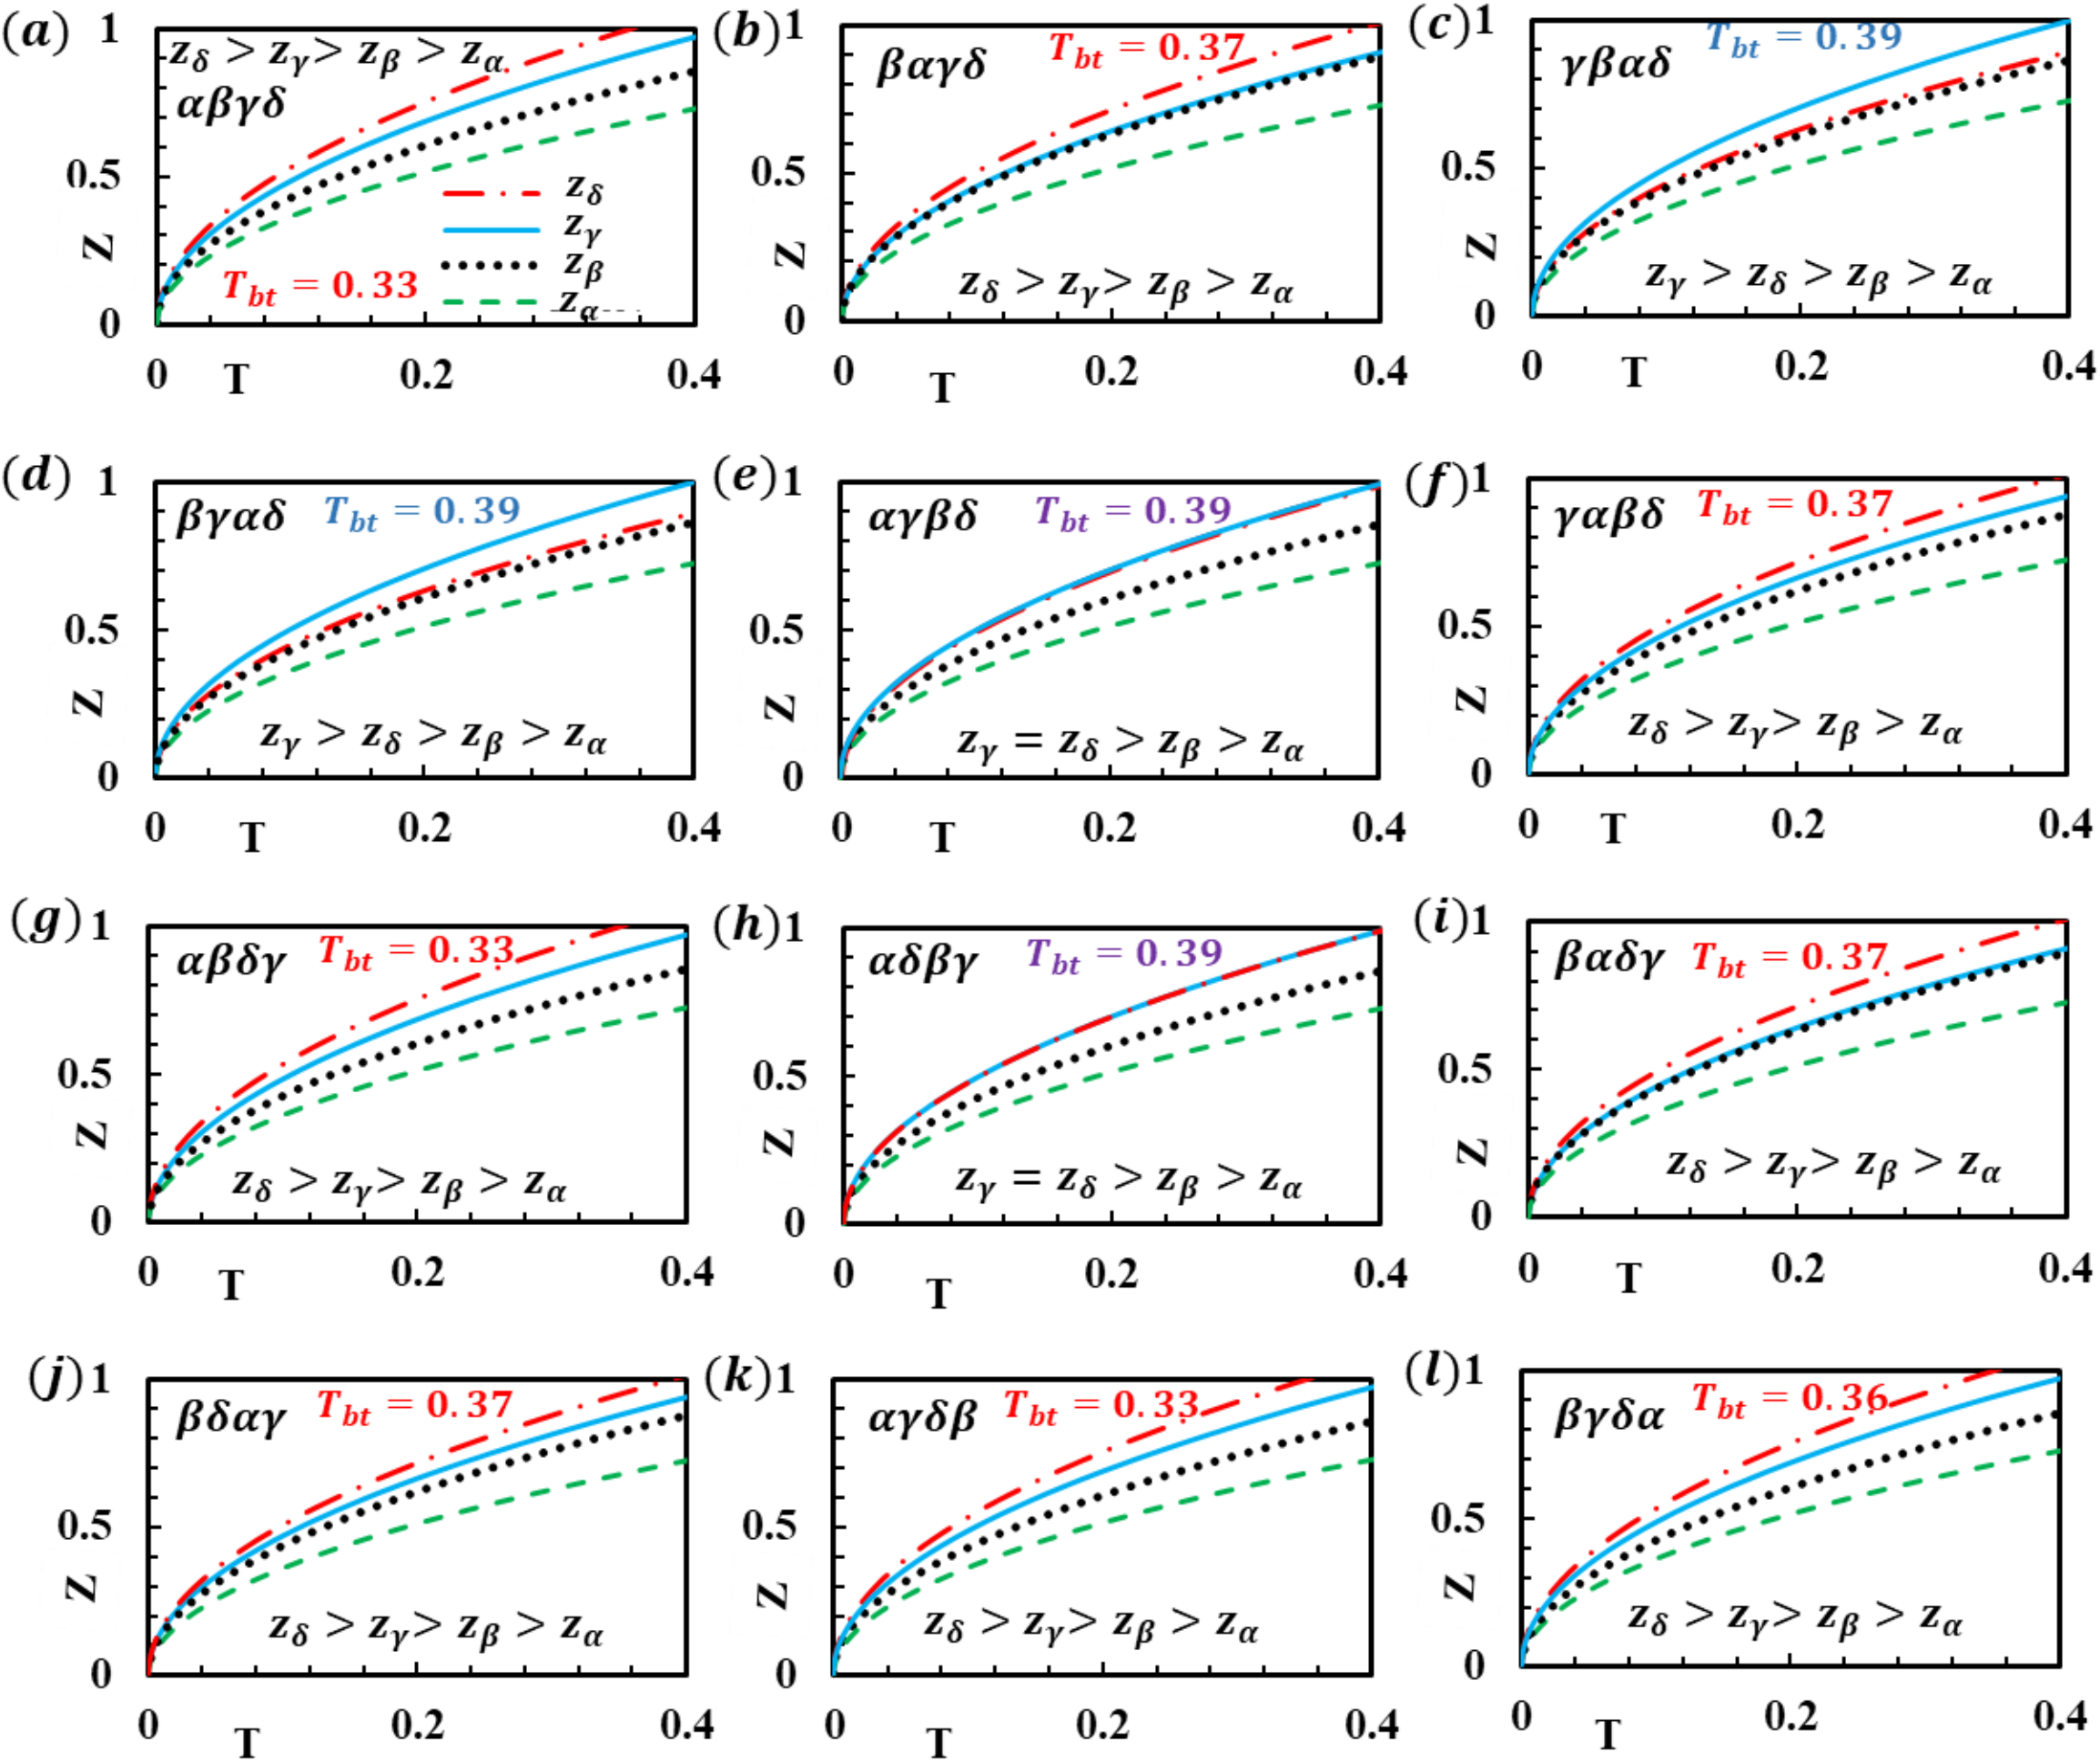 (a)
1
z_δ > z_γ > z_β > z_α
αβγδ
0.5
z_δ
z_γ
z_β
z_α
Z
T_bt = 0.33
0
0 T 0.2 0.4
(b)
1
βαγδ T_bt = 0.37
0.5
Z
z_δ > z_γ > z_β > z_α
0
0 T 0.2 0.4
(c)
1
T_bt = 0.39
γβαδ
0.5
Z
z_γ > z_δ > z_β > z_α
0
0 T 0.2 0.4
(d)
1
βγαδ T_bt = 0.39
0.5
Z
z_γ > z_δ > z_β > z_α
0
0 T 0.2 0.4
(e)
1
αγβδ T_bt = 0.39
0.5
Z
z_γ = z_δ > z_β > z_α
0
0 T 0.2 0.4
(f)
1
γαβδ T_bt = 0.37
0.5
Z
z_δ > z_γ > z_β > z_α
0
0 T 0.2 0.4
(g)
1
αβδγ T_bt = 0.33
0.5
Z
z_δ > z_γ > z_β > z_α
0
0 T 0.2 0.4
(h)
1
αδβγ T_bt = 0.39
0.5
Z
z_γ = z_δ > z_β > z_α
0
0 T 0.2 0.4
(i)
1
βαδγ T_bt = 0.37
0.5
Z
z_δ > z_γ > z_β > z_α
0
0 T 0.2 0.4
(j)
1
βδαγ T_bt = 0.37
0.5
Z
z_δ > z_γ > z_β > z_α
0
0 T 0.2 0.4
(k)
1
αγδβ T_bt = 0.33
0.5
Z
z_δ > z_γ > z_β > z_α
0
0 T 0.2 0.4
(l)
1
βγδα T_bt = 0.36
0.5
Z
z_δ > z_γ > z_β > z_α
0
0 T 0.2 0.4